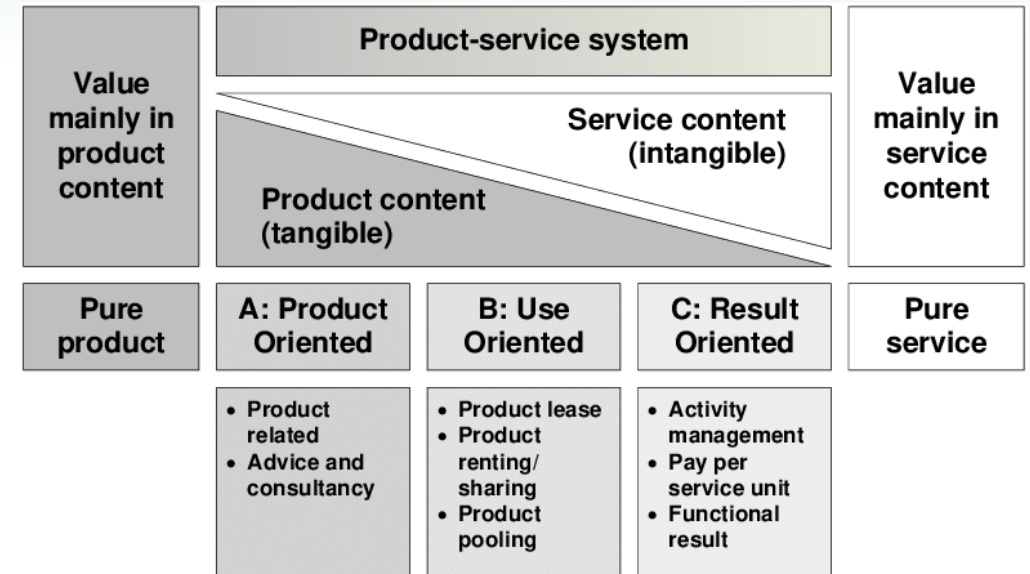 Value
mainly in
product
content
Product-service system
Service content
(intangible)
Product content
(tangible)
Value
mainly in
service
content
Pure
product
A: Product
Oriented
B: Use
Oriented
C: Result
Oriented
Pure
service
• Product
related
• Advice and
consultancy
• Product lease
• Product
renting/
sharing
• Product
pooling
• Activity
management
• Pay per
service unit
• Functional
result